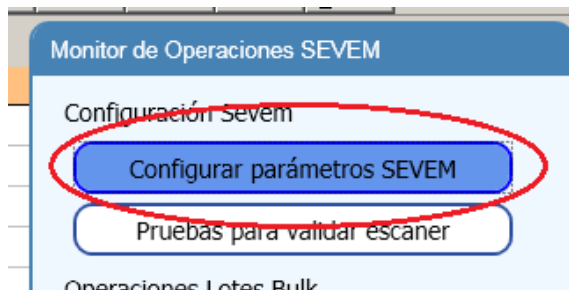 Monitor de Operaciones SEVEM
Configuración Sevem
Configurar parámetros SEVEM
Pruebas para validar escaner
Operaciones Lotes Bulk